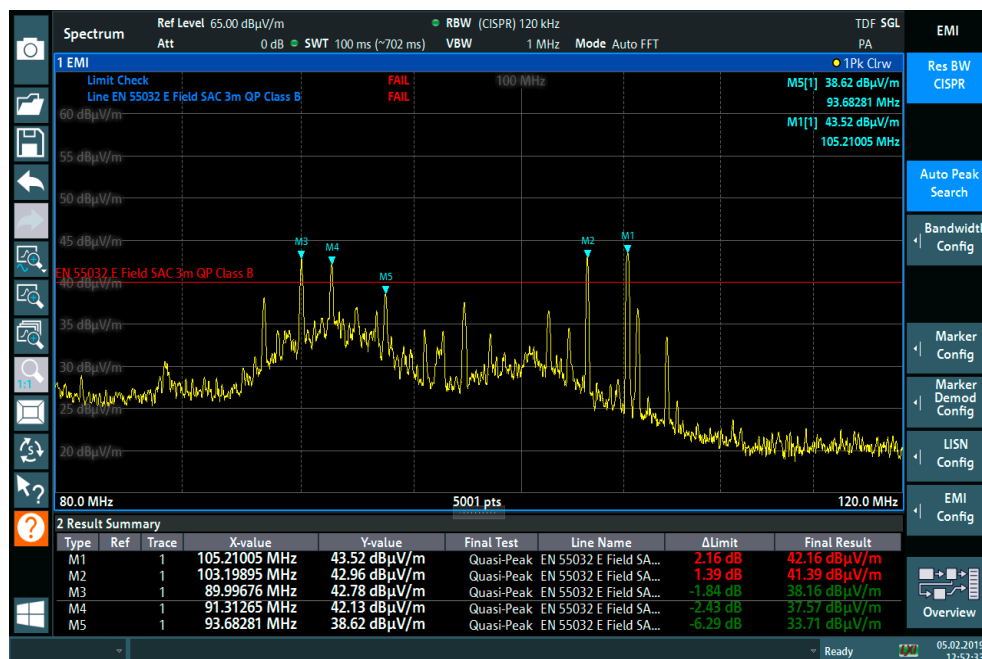 Spectrum Ref Level 65.00 dBµV/m RBW (CISPR) 120 kHz TDF SGL
Att 0 dB SWT 100 ms (~702 ms) VBW 1 MHz Mode Auto FFT PA
1 EMI 1Pk Clrw
Limit Check FAIL 100 MHz M5[1] 38.62 dBµV/m
Line EN 55032 E Field SAC 3m QP Class B FAIL 93.68281 MHz
60 dBµV/m M1[1] 43.52 dBµV/m
105.21005 MHz
55 dBµV/m
50 dBµV/m
45 dBµV/m M3 M4 M2 M1
EN 55032 E Field SAC 3m QP Class B M5
40 dBµV/m
35 dBµV/m
30 dBµV/m
25 dBµV/m
20 dBµV/m
80.0 MHz 5001 pts 120.0 MHz
2 Result Summary
Type Ref Trace X-value Y-value Final Test Line Name ΔLimit Final Result
M1 1 105.21005 MHz 43.52 dBµV/m Quasi-Peak EN 55032 E Field SA... 2.16 dB 42.16 dBµV/m
M2 1 103.19895 MHz 42.96 dBµV/m Quasi-Peak EN 55032 E Field SA... 1.39 dB 41.39 dBµV/m
M3 1 89.99676 MHz 42.78 dBµV/m Quasi-Peak EN 55032 E Field SA... -1.84 dB 38.16 dBµV/m
M4 1 91.31265 MHz 42.13 dBµV/m Quasi-Peak EN 55032 E Field SA... -2.43 dB 37.57 dBµV/m
M5 1 93.68281 MHz 38.62 dBµV/m Quasi-Peak EN 55032 E Field SA... -6.29 dB 33.71 dBµV/m
Ready 05.02.2019
12:52:33
1:1
EMI
Res BW
CISPR
Auto Peak
Search
Bandwidth
Config
Marker
Config
Marker
Demod
Config
LISN
Config
EMI
Config
Overview